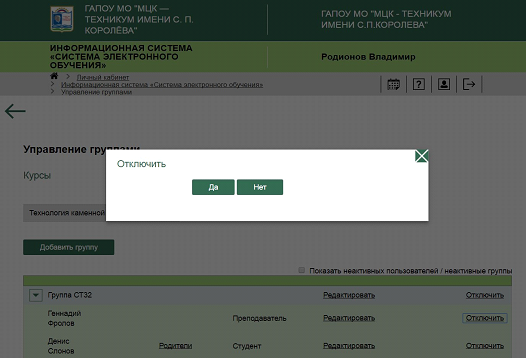 ГАПОУ МО "МЦК —
ТЕХНИКУМ ИМЕНИ С. П.
КОРОЛЁВА"
ГАПОУ МО "МЦК - ТЕХНИКУМ
ИМЕНИ С.П.КОРОЛЕВА"
ИНФОРМАЦИОННАЯ СИСТЕМА
«СИСТЕМА ЭЛЕКТРОННОГО
ОБУЧЕНИЯ»
Родионов Владимир
Личный кабинет
Информационная система «Система электронного обучения»
Управление группами
Управление группами
Отключить
Курсы
Да Нет
Технология каменной
Добавить группу
Показать неактивных пользователей / неактивные группы
Группа СТ32 Редактировать Отключить
Геннадий
Фролов
Преподаватель Редактировать Отключить
Денис
Слонов
Родители Студент Редактировать Отключить